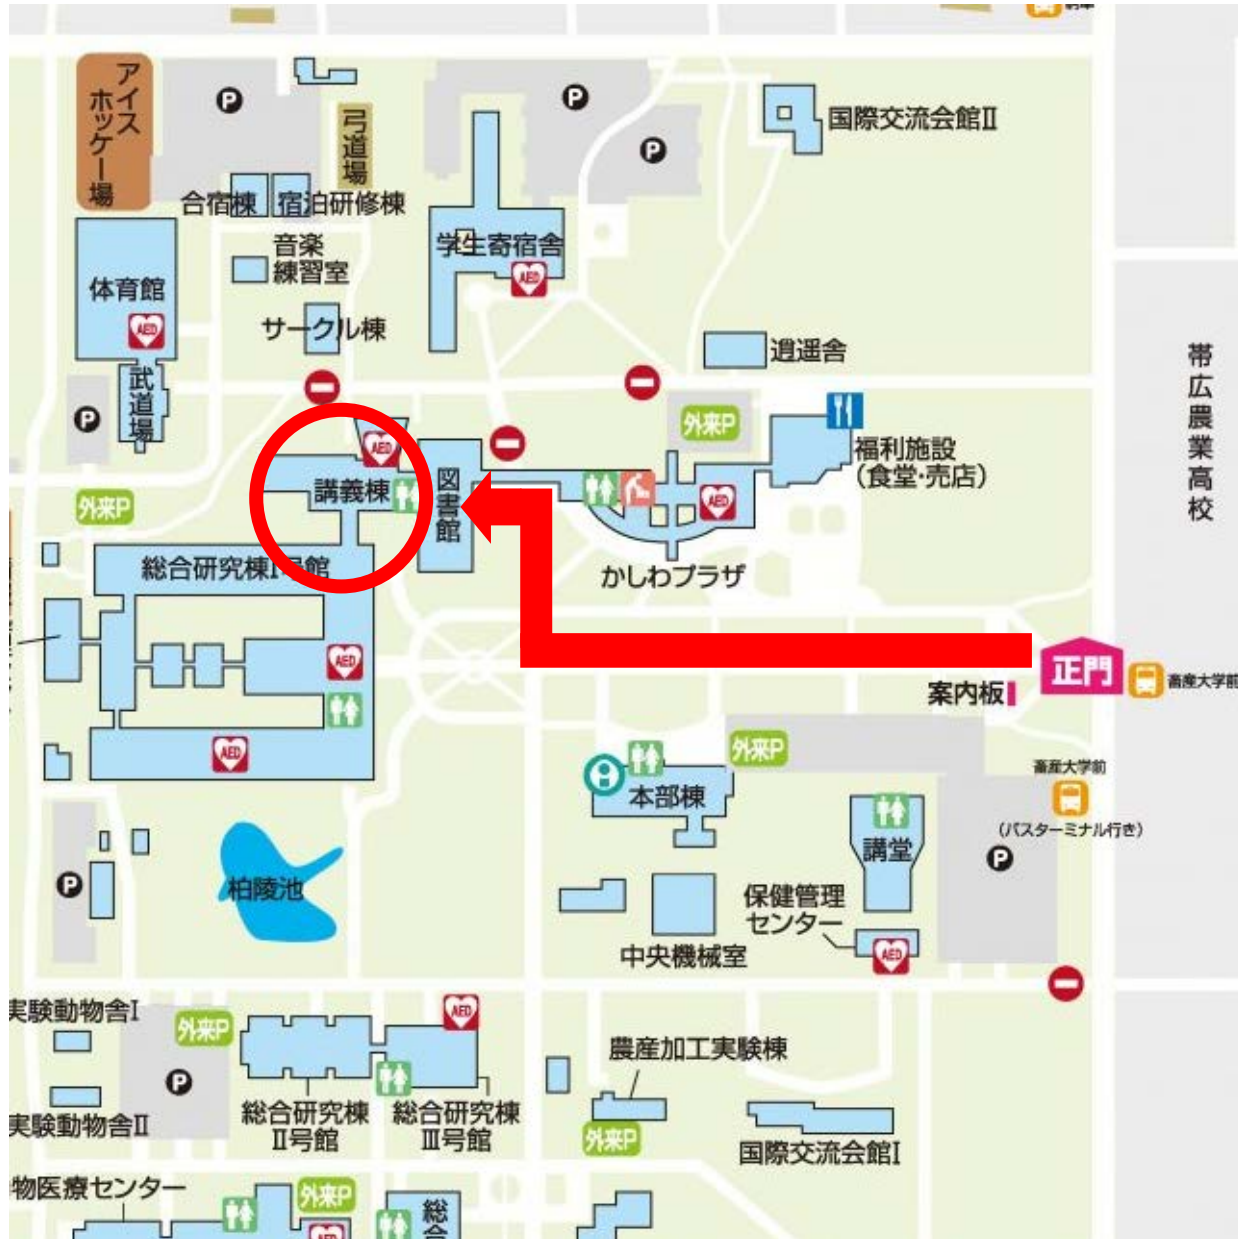 アイス
ホッケー場
P
P
P
弓道場
国際交流会館Ⅱ
合宿棟
宿泊研修棟
音楽
練習室
学生寄宿舎
AED
体育館
AED
サークル棟
逍遥舎
武道場
P
外来P
福利施設
(食堂・売店)
帯広農業高校
AED
講義棟
図書館
AED
外来P
総合研究棟Ⅰ号館
かしわプラザ
AED
正門
畜産大学前
案内板
AED
外来P
本部棟
畜産大学前
(バスターミナル行き)
講堂
P
P
柏陵池
保健管理
センター
AED
中央機械室
実験動物舎Ⅰ
外来P
AED
P
農産加工実験棟
実験動物舎Ⅱ
総合研究棟
Ⅱ号館
総合研究棟
Ⅲ号館
外来P
国際交流会館Ⅰ
物医療センター
外来P
総合